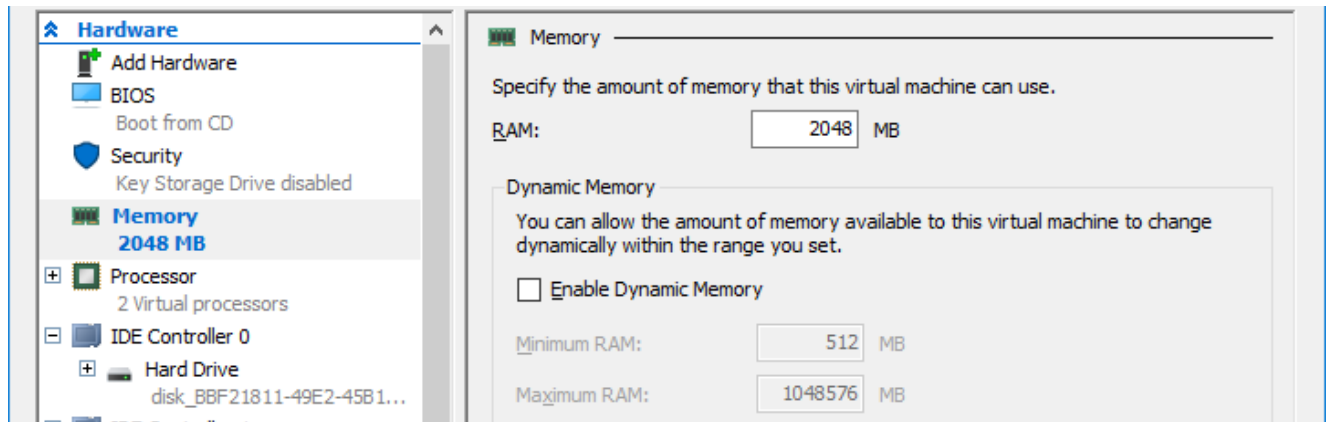 Hardware
Add Hardware
BIOS
Boot from CD
Security
Key Storage Drive disabled
Memory
2048 MB
Processor
2 Virtual processors
IDE Controller 0
Hard Drive
disk_BBF21811-49E2-45B1...
Memory
Specify the amount of memory that this virtual machine can use.
RAM: 2048 MB
Dynamic Memory
You can allow the amount of memory available to this virtual machine to change
dynamically within the range you set.
Enable Dynamic Memory
Minimum RAM: 512 MB
Maximum RAM: 1048576 MB